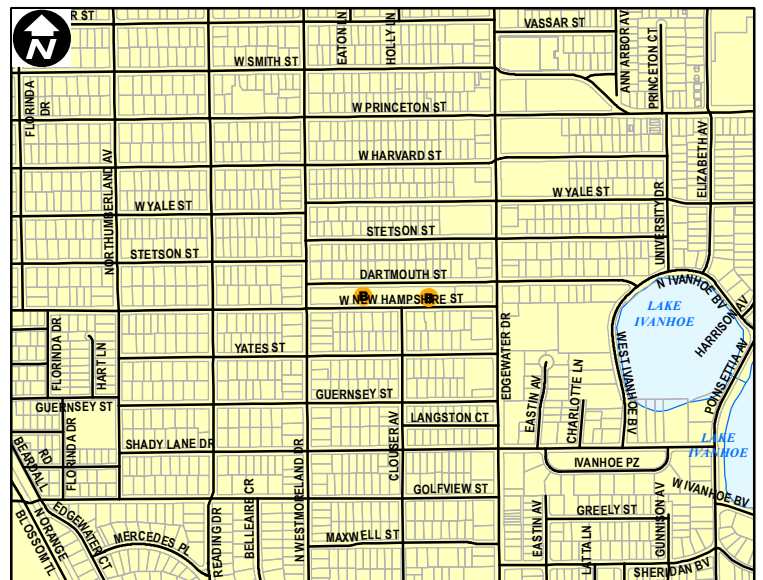 N
R ST
W SMITH ST
EATON LN
HOLLY LN
VASSAR ST
ANN ARBOR AV
PRINCETON CT
FLORINDA DR
W PRINCETON ST
NORTHUMBERLAND AV
W HARVARD ST
ELIZABETH AV
W YALE ST
W YALE ST
UNIVERSITY DR
STETSON ST
STETSON ST
DARTMOUTH ST
W NEW HAMPSHIRE ST
N IVANHOE BV
LAKE IVANHOE
HARRISON AV
FLORINDA DR
HART LN
YATES ST
EDGEWATER DR
WEST IVANHOE BV
POINSETTIA AV
GUERNSEY ST
EASTIN AV
CHARLOTTE LN
GUERNSEY ST
FLORINDA DR
CLOUSER AV
LANGSTON CT
LAKE IVANHOE
BEARDALL RD
SHADY LANE DR
N WESTMORELAND DR
IVANHOE PZ
GOLFVIEW ST
W IVANHOE BV
EDGEWATER CT
N ORANGE BLOSSOM TL
MERCEDES PL
READING DR
BELLEAIRE CR
MAXWELL ST
EASTIN AV
GREELY ST
LATTA LN
GUNNISON AV
SHERIDAN BV